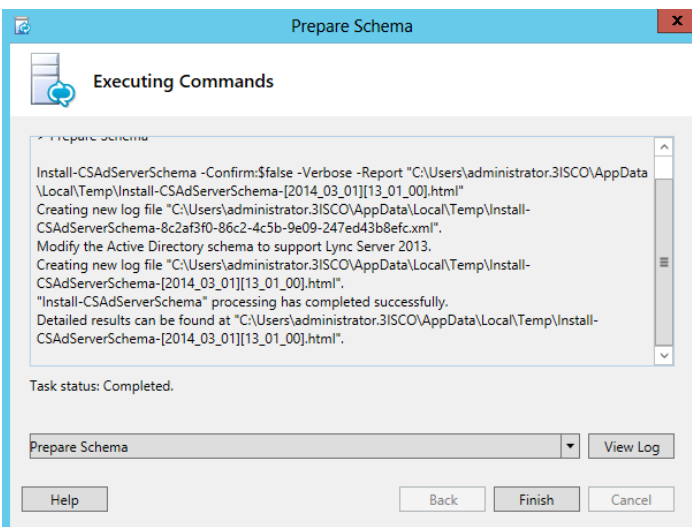 Prepare Schema
x
Executing Commands
> Prepare Schema
Install-CSAdServerSchema -Confirm:$false -Verbose -Report "C:\Users\administrator.3ISCO\AppData
\Local\Temp\Install-CSAdServerSchema-[2014_03_01][13_01_00].html"
Creating new log file "C:\Users\administrator.3ISCO\AppData\Local\Temp\Install-
CSAdServerSchema-8c2af3f0-86c2-4c5b-9e09-247ed43b8efc.xml".
Modify the Active Directory schema to support Lync Server 2013.
Creating new log file "C:\Users\administrator.3ISCO\AppData\Local\Temp\Install-
CSAdServerSchema-[2014_03_01][13_01_00].html".
"Install-CSAdServerSchema" processing has completed successfully.
Detailed results can be found at "C:\Users\administrator.3ISCO\AppData\Local\Temp\Install-
CSAdServerSchema-[2014_03_01][13_01_00].html".
Task status: Completed.
Prepare Schema
View Log
Help
Back
Finish
Cancel